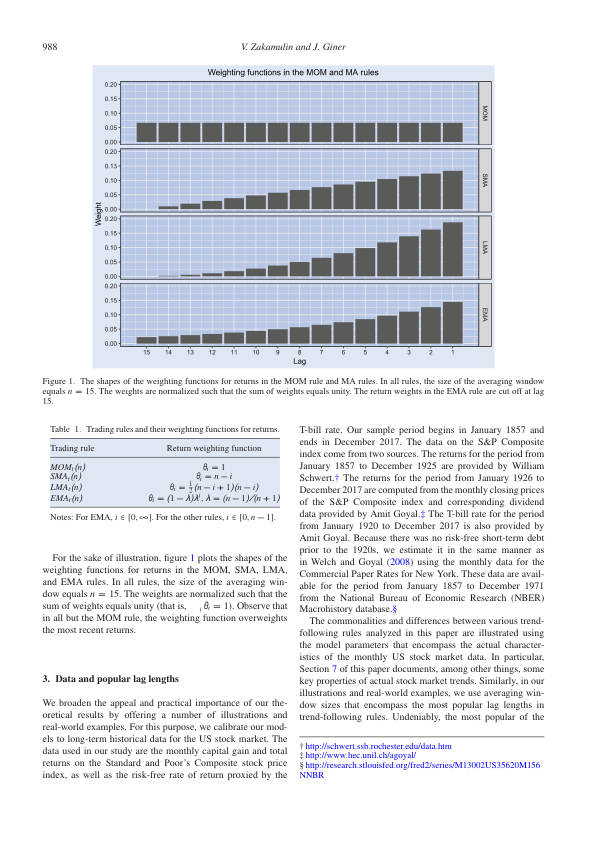 988
V. Zakamulin and J. Giner
Weighting functions in the MOM and MA rules
0.20
0.15
0.10
0.05
0.00
MOM
0.20
0.15
0.10
0.05
0.00
SMA
Weight
0.20
0.15
0.10
0.05
0.00
LMA
0.20
0.15
0.10
0.05
0.00
EMA
15 14 13 12 11 10 9 8 7 6 5 4 3 2 1
Lag
Figure 1. The shapes of the weighting functions for returns in the MOM rule and MA rules. In all rules, the size of the averaging window
equals n = 15. The weights are normalized such that the sum of weights equals unity. The return weights in the EMA rule are cut off at lag
15.
Table 1. Trading rules and their weighting functions for returns.
Trading rule Return weighting function
MOMt(n) θi = 1
SMAt(n) θi = n − i
LMAt(n) θi = 1/2 (n − i + 1)(n − i)
EMAt(n) θi = (1 − λ)λ^i, λ = (n − 1)/(n + 1)
Notes: For EMA, i ∈ [0, ∞]. For the other rules, i ∈ [0, n − 1].
For the sake of illustration, figure 1 plots the shapes of the
weighting functions for returns in the MOM, SMA, LMA,
and EMA rules. In all rules, the size of the averaging win-
dow equals n = 15. The weights are normalized such that the
sum of weights equals unity (that is, i θi = 1). Observe that
in all but the MOM rule, the weighting function overweights
the most recent returns.
3. Data and popular lag lengths
We broaden the appeal and practical importance of our the-
oretical results by offering a number of illustrations and
real-world examples. For this purpose, we calibrate our mod-
els to long-term historical data for the US stock market. The
data used in our study are the monthly capital gain and total
returns on the Standard and Poor's Composite stock price
index, as well as the risk-free rate of return proxied by the
T-bill rate. Our sample period begins in January 1857 and
ends in December 2017. The data on the S&P Composite
index come from two sources. The returns for the period from
January 1857 to December 1925 are provided by William
Schwert.† The returns for the period from January 1926 to
December 2017 are computed from the monthly closing prices
of the S&P Composite index and corresponding dividend
data provided by Amit Goyal.‡ The T-bill rate for the period
from January 1920 to December 2017 is also provided by
Amit Goyal. Because there was no risk-free short-term debt
prior to the 1920s, we estimate it in the same manner as
in Welch and Goyal (2008) using the monthly data for the
Commercial Paper Rates for New York. These data are avail-
able for the period from January 1857 to December 1971
from the National Bureau of Economic Research (NBER)
Macrohistory database.§
The commonalities and differences between various trend-
following rules analyzed in this paper are illustrated using
the model parameters that encompass the actual character-
istics of the monthly US stock market data. In particular,
Section 7 of this paper documents, among other things, some
key properties of actual stock market trends. Similarly, in our
illustrations and real-world examples, we use averaging win-
dow sizes that encompass the most popular lag lengths in
trend-following rules. Undeniably, the most popular of the
† http://schwert.ssb.rochester.edu/data.htm
‡ http://www.hec.unil.ch/agoyal/
§ http://research.stlouisfed.org/fred2/series/M13002US35620M156
NNBR